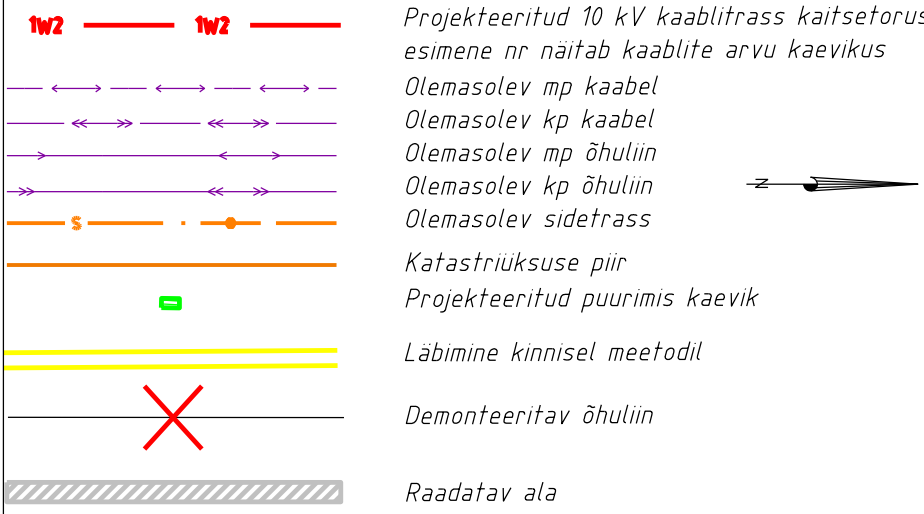 1W2 1W2 Projekteeritud 10 kV kaablitrass kaitsetorus
esimene nr näitab kaablite arvu kaevikus
Olemasolev mp kaabel
Olemasolev kp kaabel
Olemasolev mp õhuliin
Olemasolev kp õhuliin
N
S Olemasolev sidetrass
Katastriüksuse piir
Projekteeritud puurimis kaevik
Läbimine kinnisel meetodil
Demonteeritav õhuliin
Raadatav ala